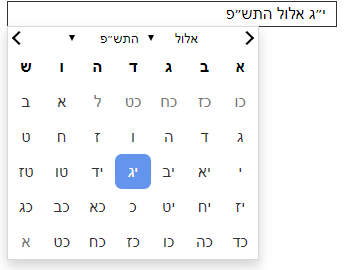 י״ג אלול התש״פ
אלול ▼ התש״פ ▼
א ב ג ד ה ו ש
כו כז כח כט ל א ב
ג ד ה ו ז ח ט
י יא יב יג יד טו טז
יז יח יט כ כא כב כג
כד כה כו כז כח כט א